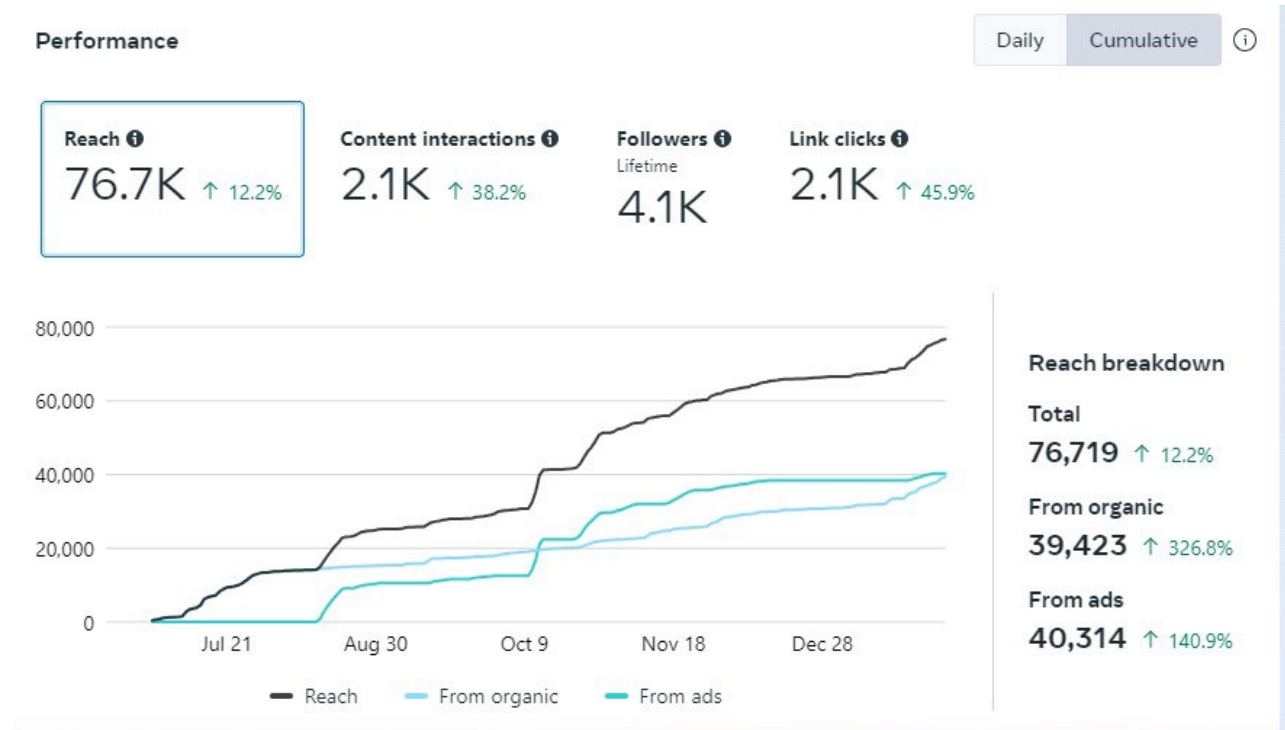 Performance
Daily Cumulative
Reach
76.7K ↑ 12.2%
Content interactions
2.1K ↑ 38.2%
Followers
Lifetime
4.1K
Link clicks
2.1K ↑ 45.9%
80,000
60,000
40,000
20,000
0
Jul 21 Aug 30 Oct 9 Nov 18 Dec 28
Reach From organic From ads
Reach breakdown
Total
76,719 ↑ 12.2%
From organic
39,423 ↑ 326.8%
From ads
40,314 ↑ 140.9%